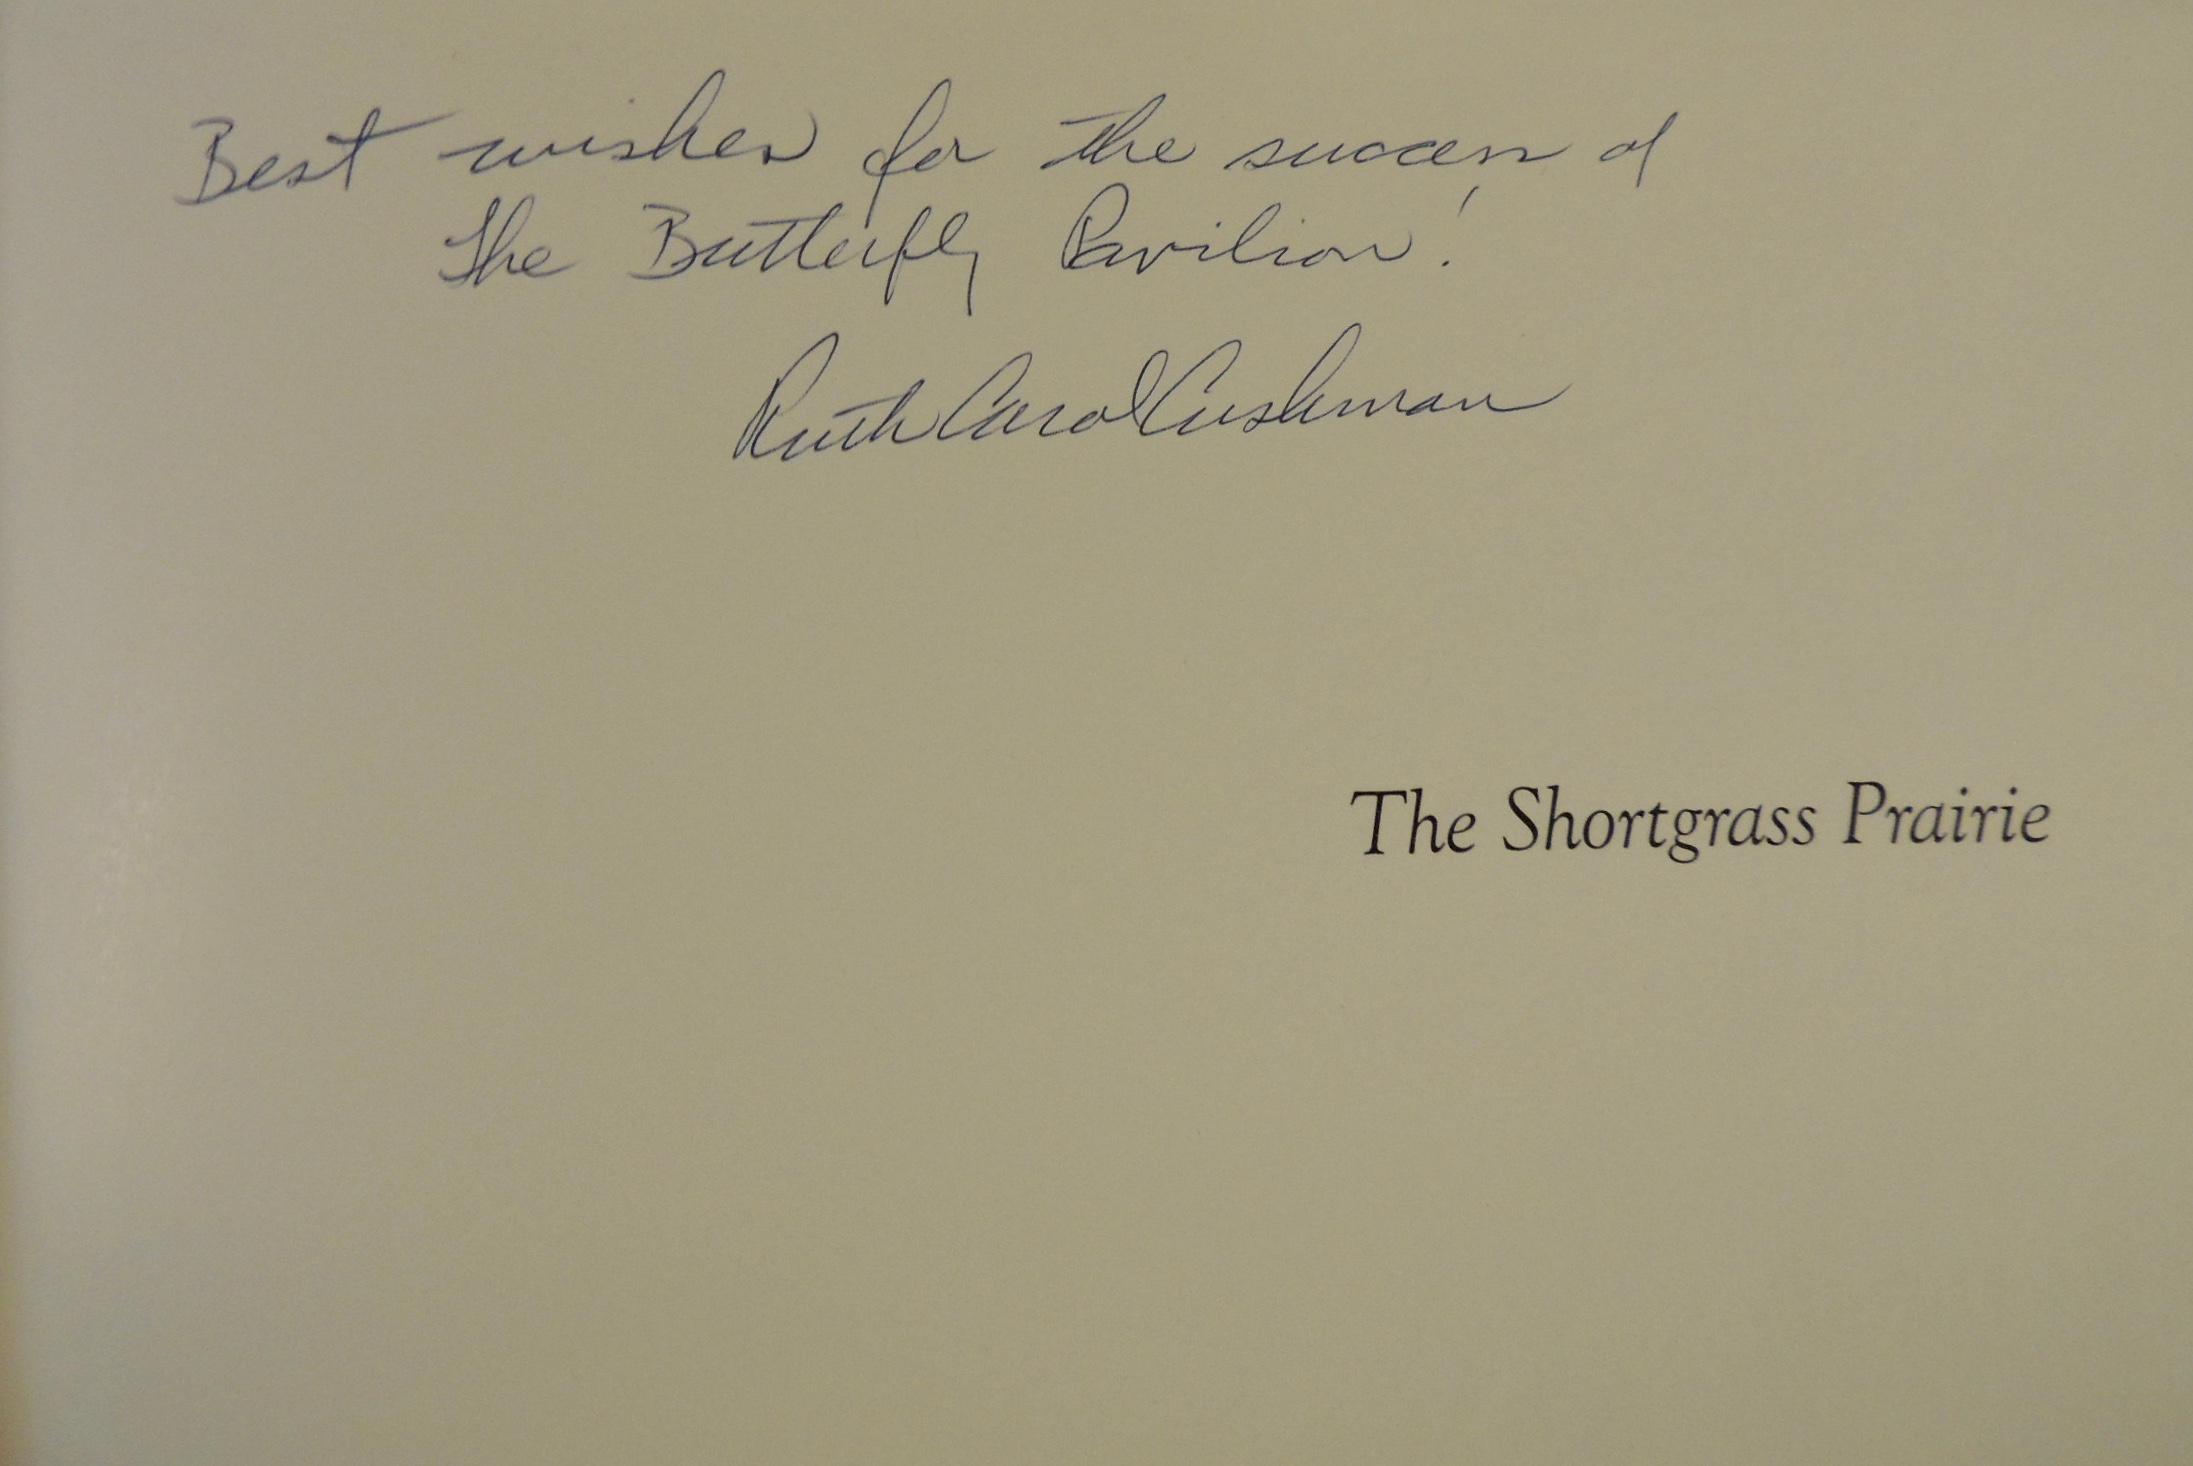 Best wishes for the success of
The Butterfly Pavilion!
Ruth Carol Cushman
The Shortgrass Prairie